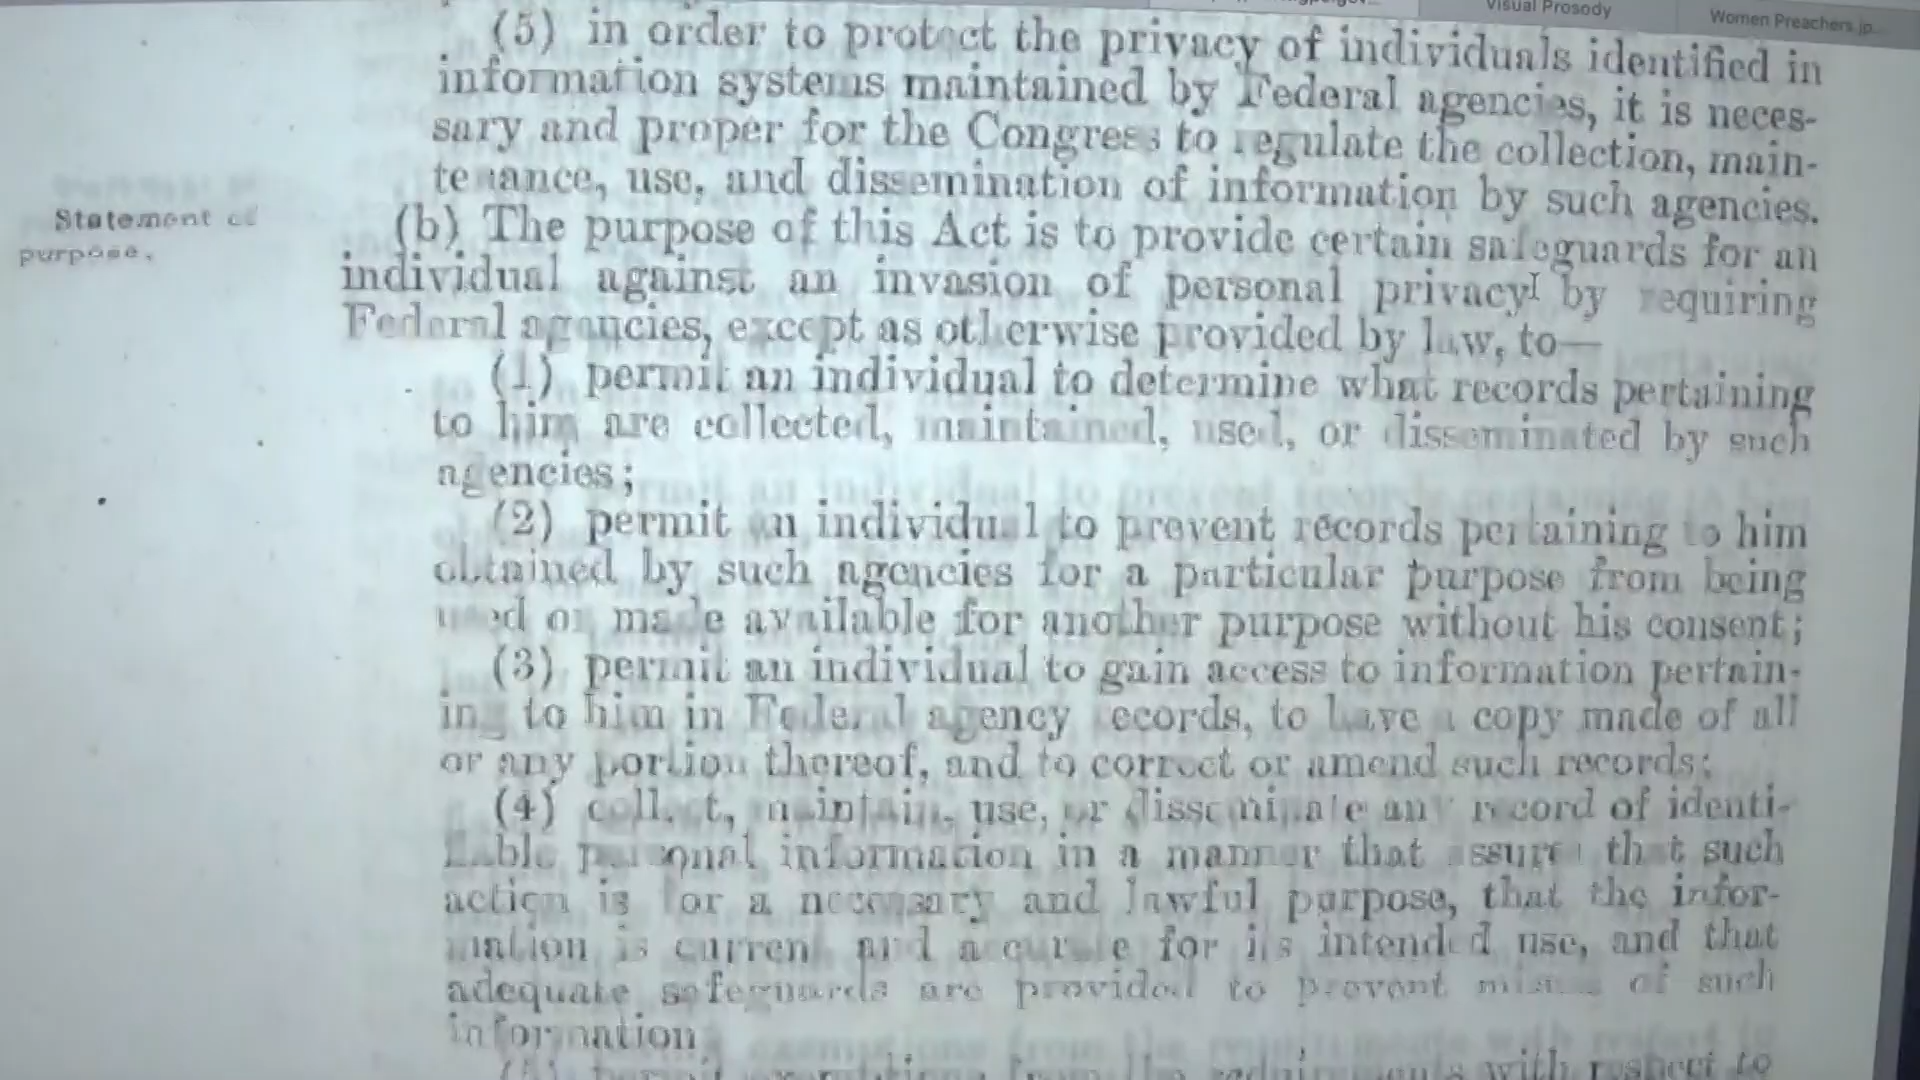 Visual Prosody
Women Preachers.jp...
(5) in order to protect the privacy of individuals identified in
information systems maintained by Federal agencies, it is neces-
sary and proper for the Congress to regulate the collection, main-
tenance, use, and dissemination of information by such agencies.
Statement of
purpose.
(b) The purpose of this Act is to provide certain safeguards for an
individual against an invasion of personal privacy by requiring
Federal agencies, except as otherwise provided by law, to—
(1) permit an individual to determine what records pertaining
to him are collected, maintained, used, or disseminated by such
agencies;
(2) permit an individual to prevent records pertaining to him
obtained by such agencies for a particular purpose from being
used or made available for another purpose without his consent;
(3) permit an individual to gain access to information pertain-
ing to him in Federal agency records, to have a copy made of all
or any portion thereof, and to correct or amend such records;
(4) collect, maintain, use, or disseminate any record of identi-
fiable personal information in a manner that assures that such
action is for a necessary and lawful purpose, that the infor-
mation is current and accurate for its intended use, and that
adequate safeguards are provided to prevent misuse of such
information
permit exemptions from the requirements with respect to